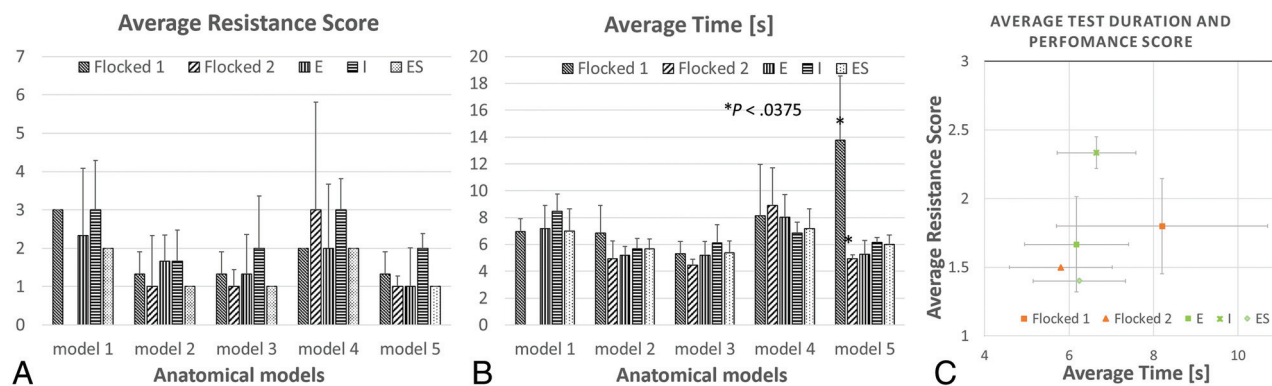 Average Resistance Score
7
6
5
4
3
2
1
0
Flocked 1 Flocked 2 E I ES
model 1 model 2 model 3 model 4 model 5
Anatomical models
A
Average Time [s]
20
18
16
14
12
10
8
6
4
2
0
Flocked 1 Flocked 2 E I ES
*P < .0375
*
*
model 1 model 2 model 3 model 4 model 5
Anatomical models
B
AVERAGE TEST DURATION AND
PERFOMANCE SCORE
Average Resistance Score
3
2.5
2
1.5
1
Flocked 1 Flocked 2 E I ES
4 6 8 10
Average Time [s]
C